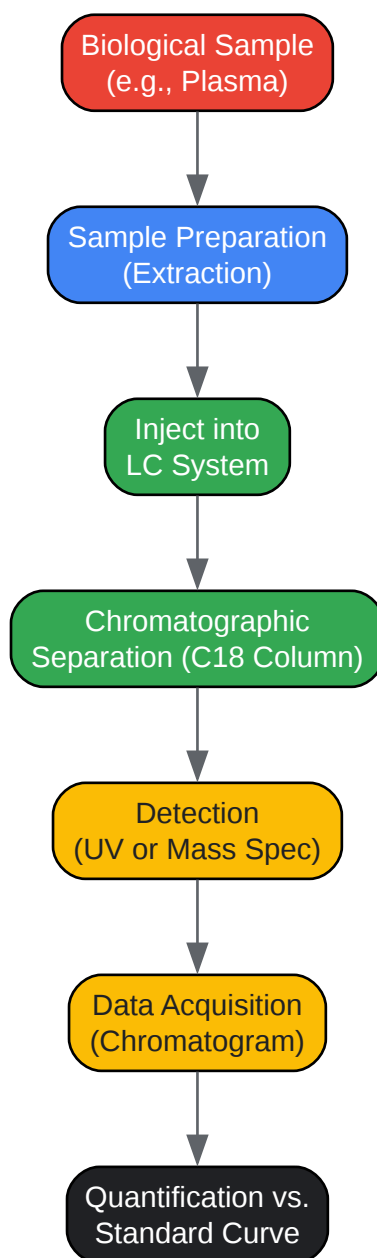 Biological Sample
(e.g., Plasma)
Sample Preparation
(Extraction)
Inject into
LC System
Chromatographic
Separation (C18 Column)
Detection
(UV or Mass Spec)
Data Acquisition
(Chromatogram)
Quantification vs.
Standard Curve